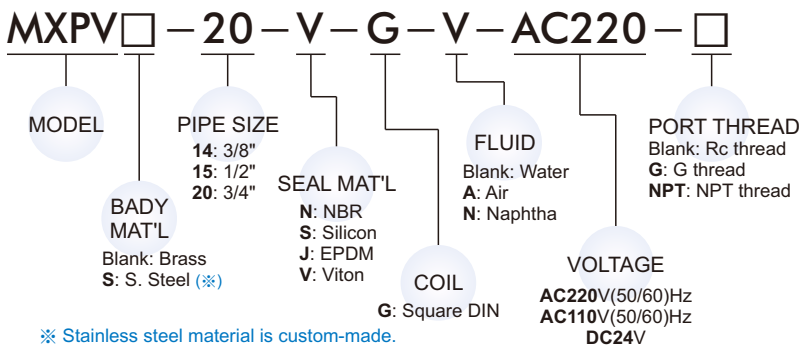 MXPV□－20－V－G－V－AC220－□
MODEL
BADY
MAT'L
Blank: Brass
S: S. Steel (※)
PIPE SIZE
14: 3/8"
15: 1/2"
20: 3/4"
SEAL MAT'L
N: NBR
S: Silicon
J: EPDM
V: Viton
COIL
G: Square DIN
FLUID
Blank: Water
A: Air
N: Naphtha
VOLTAGE
AC220V(50/60)Hz
AC110V(50/60)Hz
DC24V
PORT THREAD
Blank: Rc thread
G: G thread
NPT: NPT thread
※ Stainless steel material is custom-made.